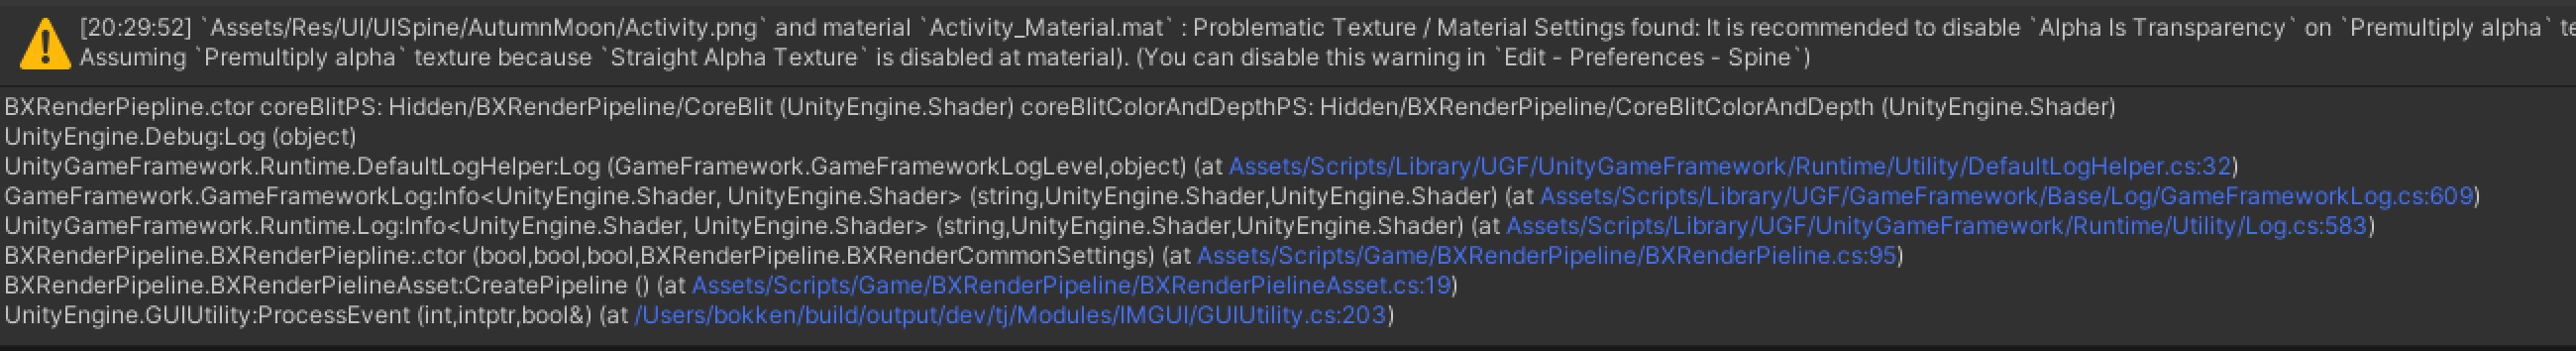 [20:29:52] `Assets/Res/UI/UISpine/AutumnMoon/Activity.png` and material `Activity_Material.mat` : Problematic Texture / Material Settings found: It is recommended to disable `Alpha Is Transparency` on `Premultiply alpha`
Assuming `Premultiply alpha` texture because `Straight Alpha Texture` is disabled at material). (You can disable this warning in `Edit - Preferences - Spine`)
BXRenderPiepline.ctor coreBlitPS: Hidden/BXRenderPipeline/CoreBlit (UnityEngine.Shader) coreBlitColorAndDepthPS: Hidden/BXRenderPipeline/CoreBlitColorAndDepth (UnityEngine.Shader)
UnityEngine.Debug:Log (object)
UnityGameFramework.Runtime.DefaultLogHelper:Log (GameFramework.GameFrameworkLogLevel,object) (at Assets/Scripts/Library/UGF/UnityGameFramework/Runtime/Utility/DefaultLogHelper.cs:32)
GameFramework.GameFrameworkLog:Info<UnityEngine.Shader, UnityEngine.Shader> (string,UnityEngine.Shader,UnityEngine.Shader) (at Assets/Scripts/Library/UGF/GameFramework/Base/Log/GameFrameworkLog.cs:609)
UnityGameFramework.Runtime.Log:Info<UnityEngine.Shader, UnityEngine.Shader> (string,UnityEngine.Shader,UnityEngine.Shader) (at Assets/Scripts/Library/UGF/UnityGameFramework/Runtime/Utility/Log.cs:583)
BXRenderPipeline.BXRenderPiepline:.ctor (bool,bool,bool,BXRenderPipeline.BXRenderCommonSettings) (at Assets/Scripts/Game/BXRenderPipeline/BXRenderPieline.cs:95)
BXRenderPipeline.BXRenderPielineAsset:CreatePipeline () (at Assets/Scripts/Game/BXRenderPipeline/BXRenderPielineAsset.cs:19)
UnityEngine.GUIUtility:ProcessEvent (int,intptr,bool&) (at /Users/bokken/build/output/dev/tj/Modules/IMGUI/GUIUtility.cs:203)